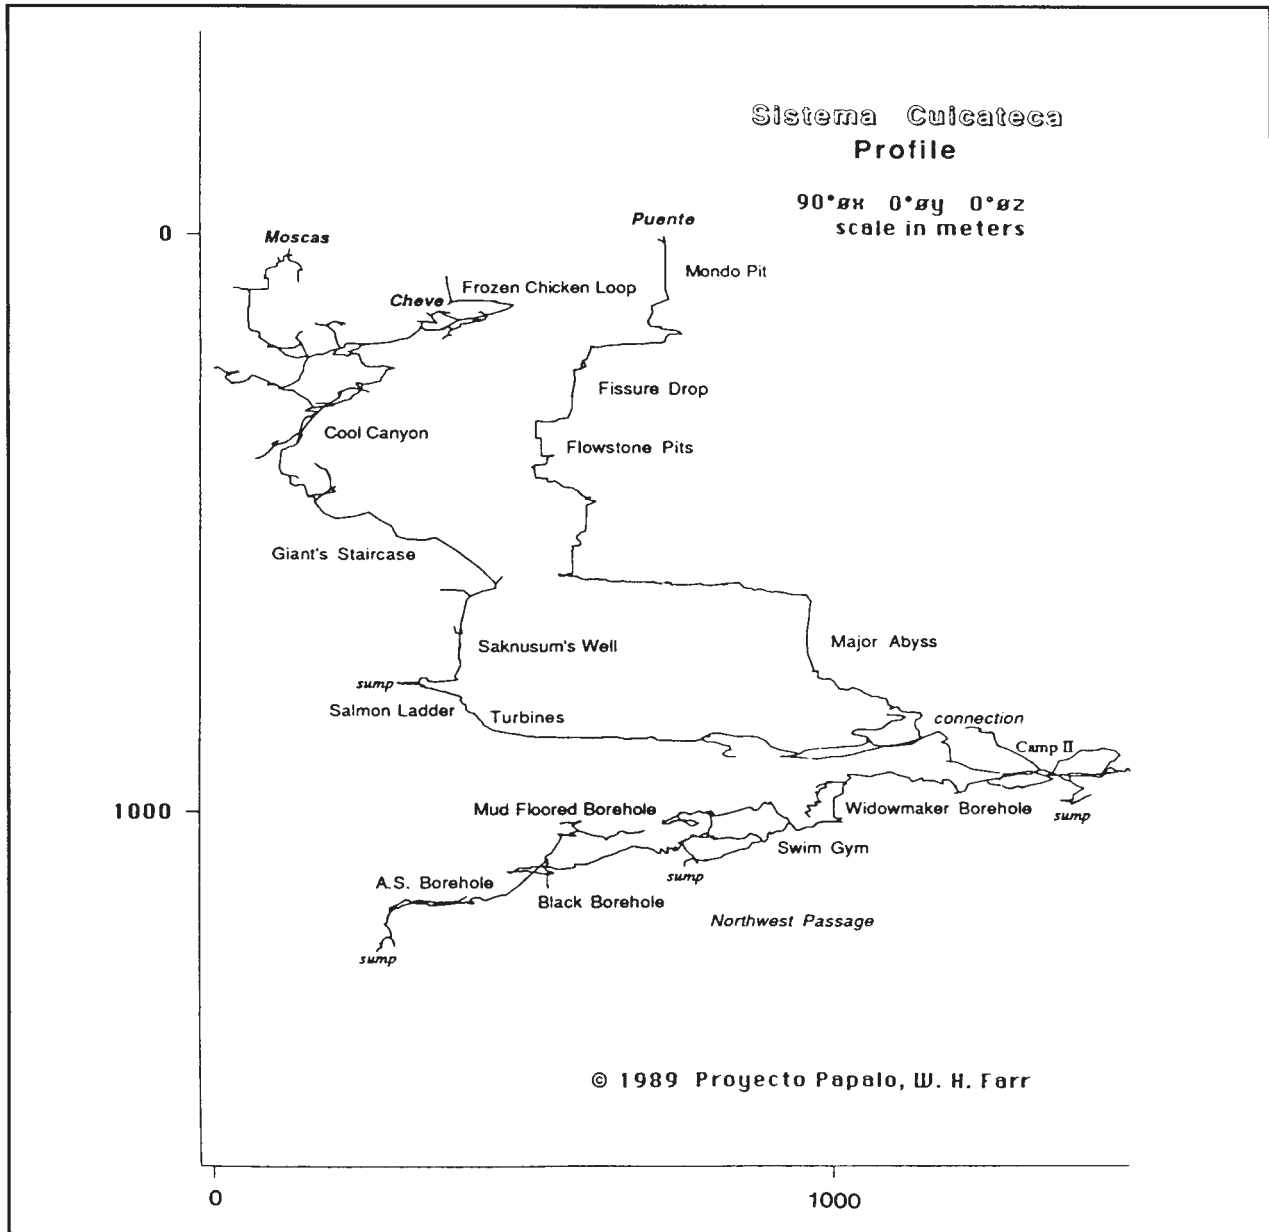 Sistema Cuicateca
Profile
90°øx 0°øy 0°øz
scale in meters
Puente
0
Moscas
Mondo Pit
Frozen Chicken Loop
Cheve
Fissure Drop
Cool Canyon
Flowstone Pits
Giant's Staircase
Saknusum's Well
Major Abyss
sump
Salmon Ladder
Turbines
connection
Camp II
1000
Mud Floored Borehole
Widowmaker Borehole
sump
Swim Gym
sump
A.S. Borehole
Black Borehole
Northwest Passage
sump
© 1989 Proyecto Papalo, W. H. Farr
0
1000